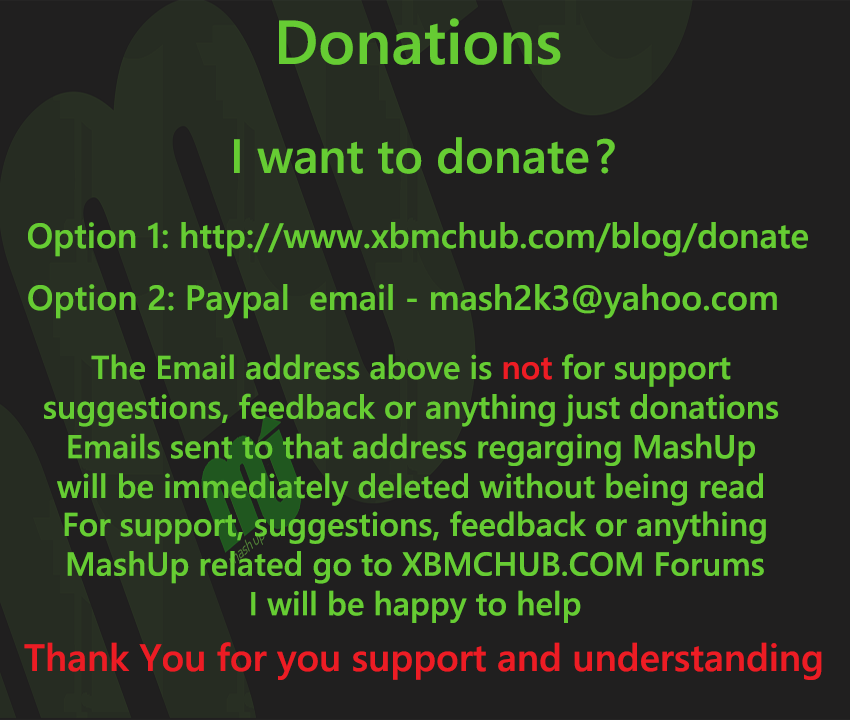 Donations
I want to donate?
Option 1: http://www.xbmchub.com/blog/donate
Option 2: Paypal  email - mash2k3@yahoo.com
The Email address above is not for support
suggestions, feedback or anything just donations
Emails sent to that address regarging MashUp
will be immediately deleted without being read
For support, suggestions, feedback or anything
MashUp related go to XBMCHUB.COM Forums
I will be happy to help
Thank You for you support and understanding
mash up